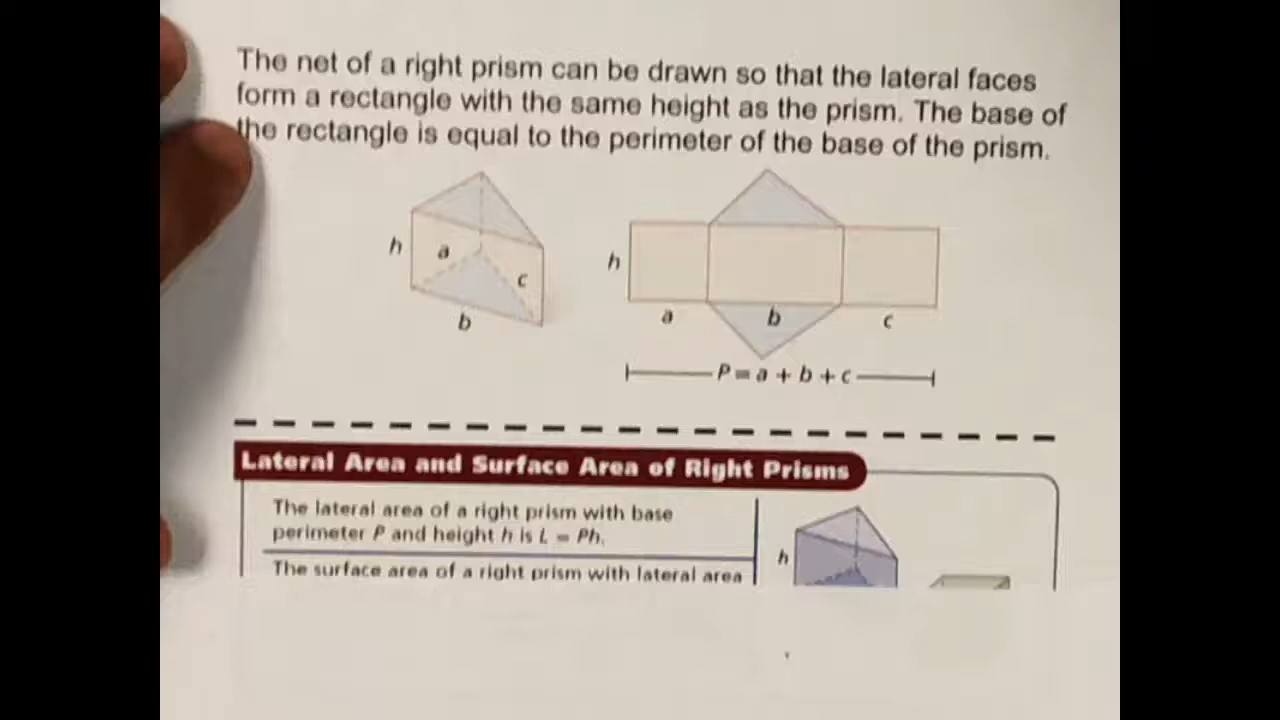 The net of a right prism can be drawn so that the lateral faces
form a rectangle with the same height as the prism. The base of
the rectangle is equal to the perimeter of the base of the prism.
h
a
c
b
h
a
b
c
P = a + b + c
Lateral Area and Surface Area of Right Prisms
The lateral area of a right prism with base
perimeter P and height h is L = Ph.
h
The surface area of a right prism with lateral area